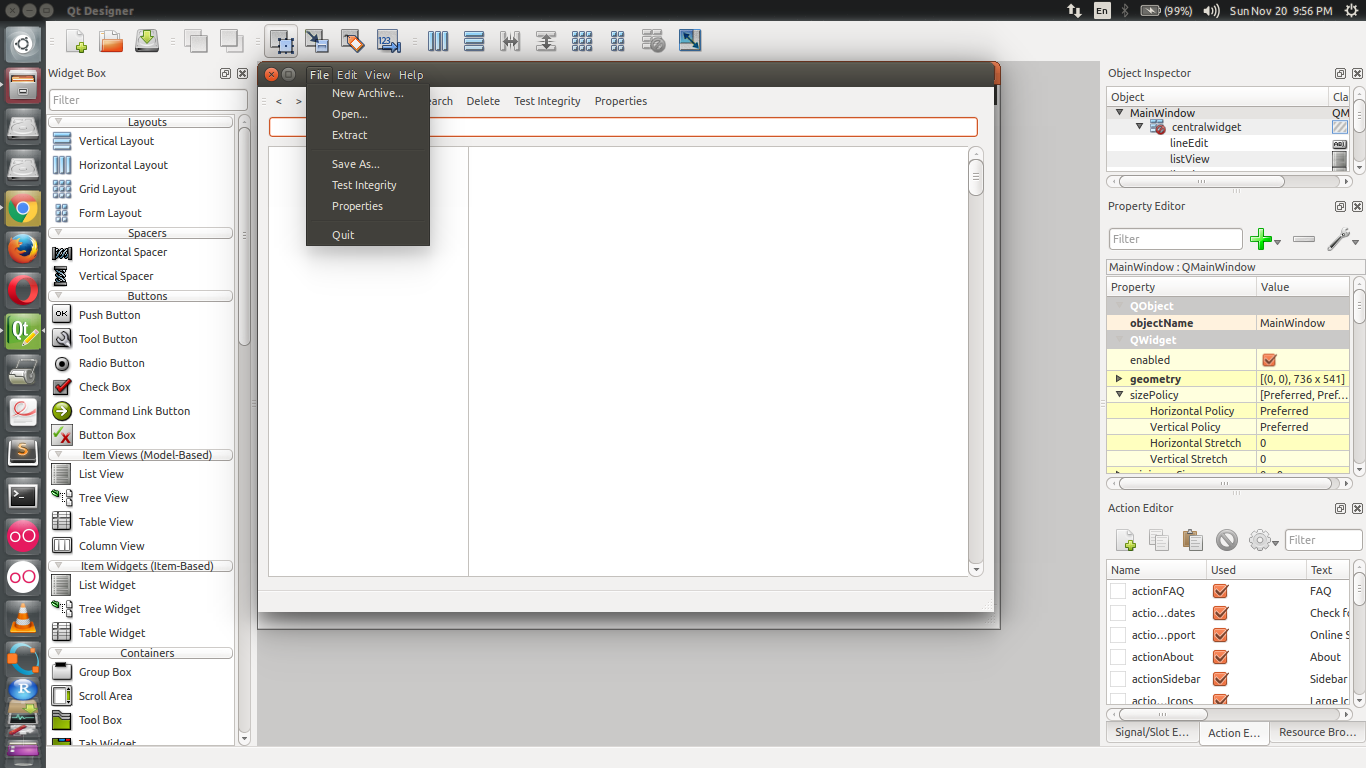 Qt Designer
En
(99%)
Sun Nov 20 9:56 PM
Widget Box
Filter
Layouts
Vertical Layout
Horizontal Layout
Grid Layout
Form Layout
Spacers
Horizontal Spacer
Vertical Spacer
Buttons
OK
Push Button
Tool Button
Radio Button
Check Box
Command Link Button
Button Box
Item Views (Model-Based)
List View
Tree View
Table View
Column View
Item Widgets (Item-Based)
List Widget
Tree Widget
Table Widget
Containers
Group Box
Scroll Area
Tool Box
Tab Widget
File Edit View Help
< > earch Delete Test Integrity Properties
New Archive...
Open...
Extract
Save As...
Test Integrity
Properties
Quit
Object Inspector
Object Cla
MainWindow QM
centralwidget
lineEdit
listView
Property Editor
Filter
MainWindow : QMainWindow
Property Value
QObject
objectName MainWindow
QWidget
enabled
geometry [(0, 0), 736 x 541]
sizePolicy [Preferred, Pref...
Horizontal Policy Preferred
Vertical Policy Preferred
Horizontal Stretch 0
Vertical Stretch 0
Action Editor
Filter
Name Used Text
actionFAQ FAQ
actio...dates Check fo
actio...pport Online S
actionAbout About
actionSidebar Sidebar
actio...Icons Large Ic
Signal/Slot E... Action E... Resource Bro...